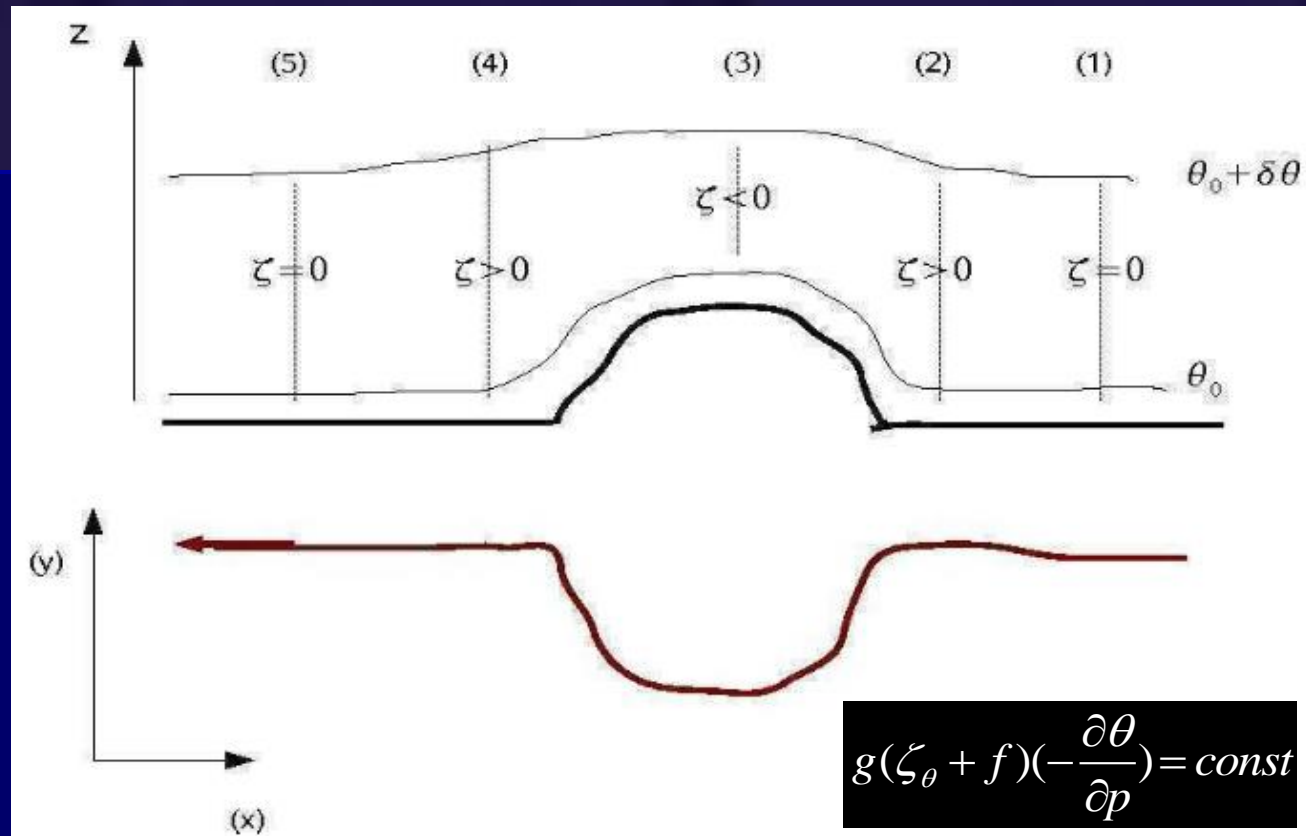 z
(5) (4) (3) (2) (1)
θ₀+δθ
ζ<0
ζ=0 ζ>0 ζ>0 ζ=0
θ₀
(y)
g(ζ_θ + f)(-∂θ/∂p)=const
(x)